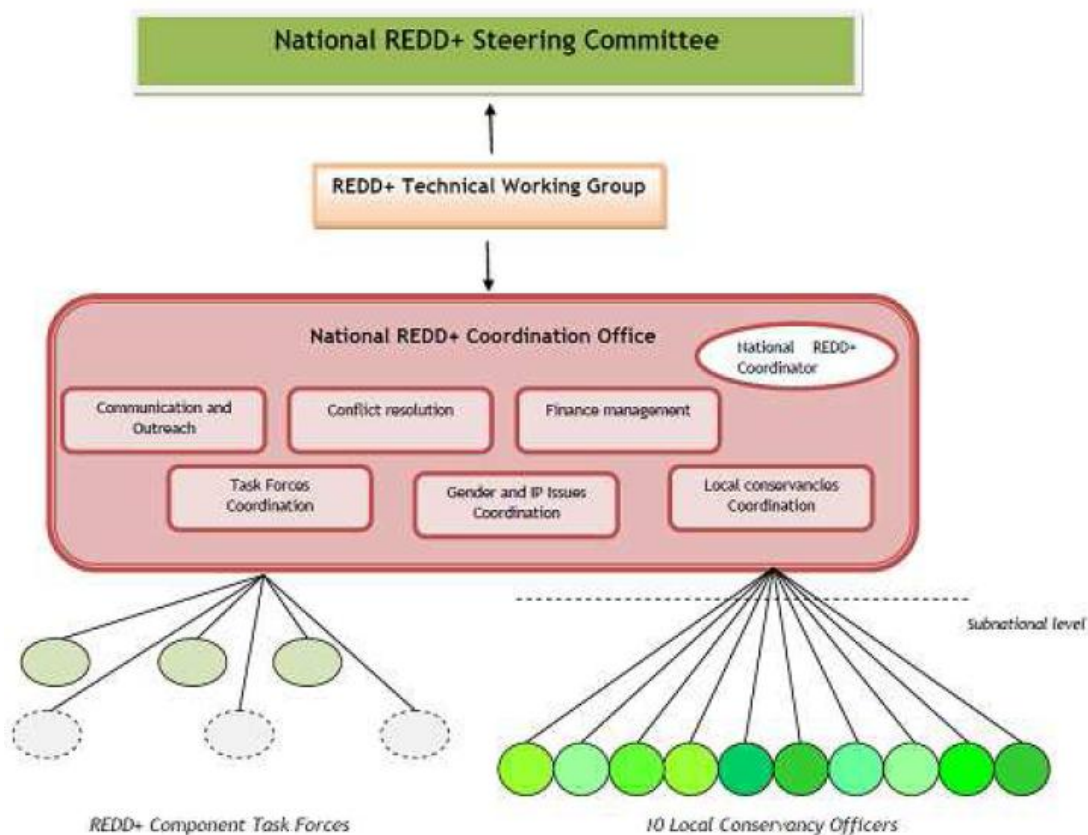 National REDD+ Steering Committee
REDD+ Technical Working Group
National REDD+ Coordination Office
National REDD+
Coordinator
Communication and
Outreach
Conflict resolution
Finance management
Task Forces
Coordination
Gender and IP Issues
Coordination
Local conservancies
Coordination
Subnational level
REDD+ Component Task Forces
10 Local Conservancy Officers